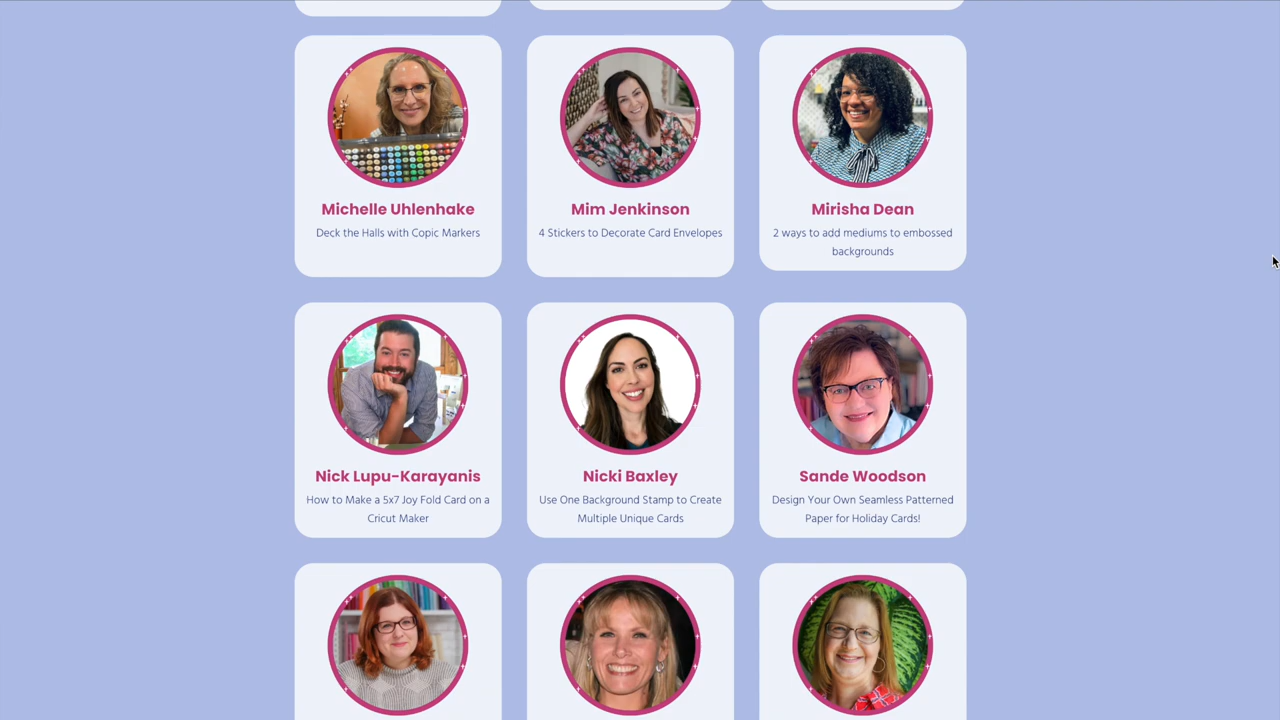 Michelle Uhlenhake
Deck the Halls with Copic Markers
Mim Jenkinson
4 Stickers to Decorate Card Envelopes
Mirisha Dean
2 ways to add mediums to embossed
backgrounds
Nick Lupu-Karayanis
How to Make a 5x7 Joy Fold Card on a
Cricut Maker
Nicki Baxley
Use One Background Stamp to Create
Multiple Unique Cards
Sande Woodson
Design Your Own Seamless Patterned
Paper for Holiday Cards!